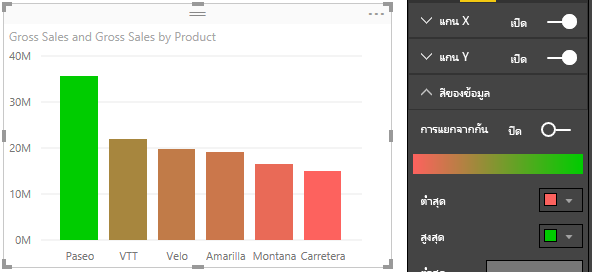 Gross Sales and Gross Sales by Product
40M
30M
20M
10M
0M
Paseo VTT Velo Amarilla Montana Carretera
แกน X เปิด
แกน Y เปิด
สีของข้อมูล
การแยกจากกัน ปิด
ต่ำสุด
สูงสุด